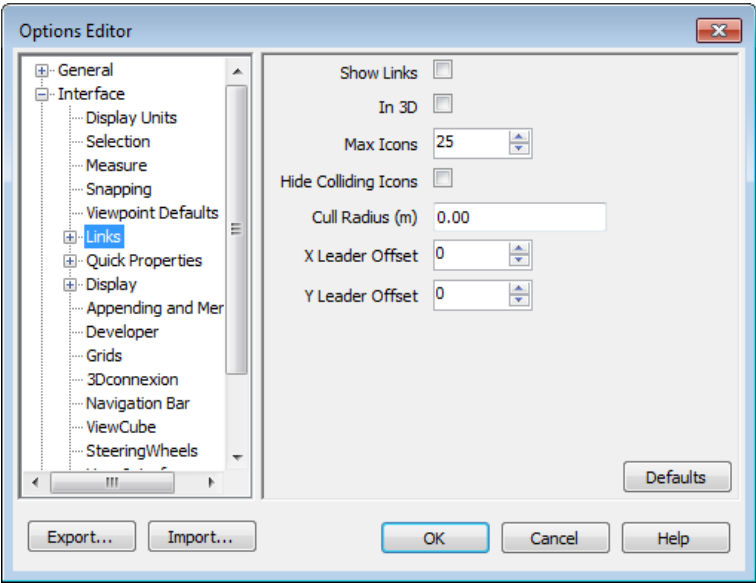 Options Editor
General
Interface
Display Units
Selection
Measure
Snapping
Viewpoint Defaults
Links
Quick Properties
Display
Appending and Mer
Developer
Grids
3Dconnexion
Navigation Bar
ViewCube
SteeringWheels
Show Links
In 3D
Max Icons 25
Hide Colliding Icons
Cull Radius (m) 0.00
X Leader Offset 0
Y Leader Offset 0
Defaults
Export... Import... OK Cancel Help